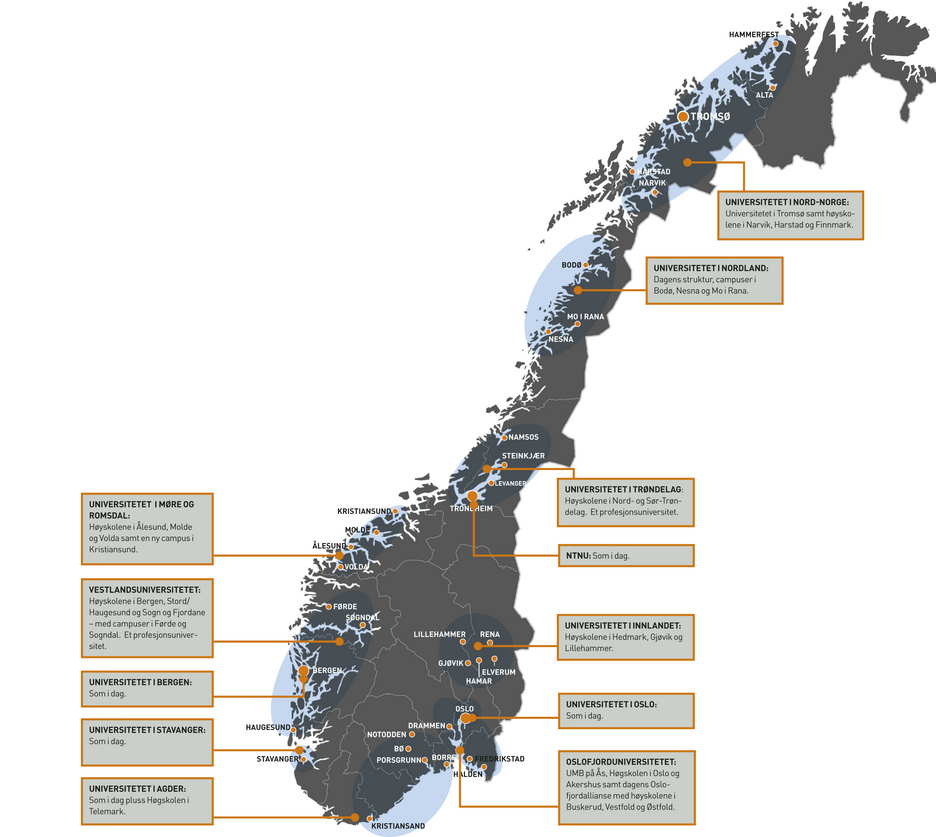 HAMMERFEST
ALTA
TROMSØ
HARSTAD
NARVIK
UNIVERSITETET I NORD-NORGE:
Universitetet i Tromsø samt høysko-
lene i Narvik, Harstad og Finnmark.
BODØ
MO I RANA
NESNA
UNIVERSITETET I NORDLAND:
Dagens struktur, campuser i
Bodø, Nesna og Mo i Rana.
NAMSOS
STEINKJÆR
LEVANGER
TRONDHEIM
UNIVERSITETET I TRØNDELAG:
Høyskolene i Nord- og Sør-Trøn-
delag. Et profesjonsuniversitet.
NTNU: Som i dag.
UNIVERSITETET I MØRE OG
ROMSDAL:
Høyskolene i Ålesund, Molde
og Volda samt en ny campus i
Kristiansund.
KRISTIANSUND
MOLDE
ÅLESUND
VOLDA
VESTLANDSUNIVERSITETET:
Høyskolene i Bergen, Stord/
Haugesund og Sogn og Fjordane
– med campuser i Førde og
Sogndal. Et profesjonsuniver-
sitet.
FØRDE
SOGNDAL
BERGEN
HAUGESUND
STAVANGER
UNIVERSITETET I BERGEN:
Som i dag.
UNIVERSITETET I STAVANGER:
Som i dag.
UNIVERSITETET I AGDER:
Som i dag pluss Høgskolen i
Telemark.
LILLEHAMMER
RENA
GJØVIK
ELVERUM
HAMAR
UNIVERSITETET I INNLANDET:
Høyskolene i Hedmark, Gjøvik og
Lillehammer.
OSLO
DRAMMEN
NOTODDEN
BØ
PORSGRUNN
BORRE
FREDRIKSTAD
HALDEN
KRISTIANSAND
UNIVERSITETET I OSLO:
Som i dag.
OSLOFJORDUNIVERSITETET:
UMB på Ås, Høgskolen i Oslo og
Akershus samt dagens Oslo-
fjordallianse med høyskolene i
Buskerud, Vestfold og Østfold.